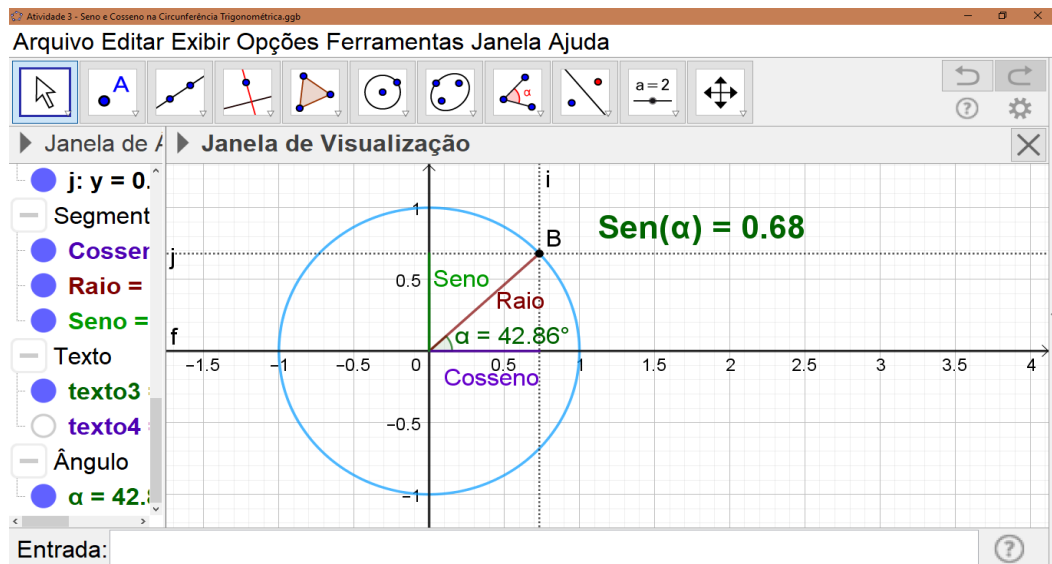 Atividade 3 - Seno e Cosseno na Circunferência Trigonométrica.ggb
Arquivo Editar Exibir Opções Ferramentas Janela Ajuda
A
α
a = 2
Janela de
Janela de Visualização
j: y = 0.
Segment
Cosser
Raio =
Seno =
Texto
texto3
texto4
Ângulo
α = 42.8
i
1
Sen(α) = 0.68
B
j
0.5
Seno
Raio
f
α = 42.86°
−1.5
−1
−0.5
0
0.5
1
1.5
2
2.5
3
3.5
4
Cosseno
−0.5
−1
Entrada: